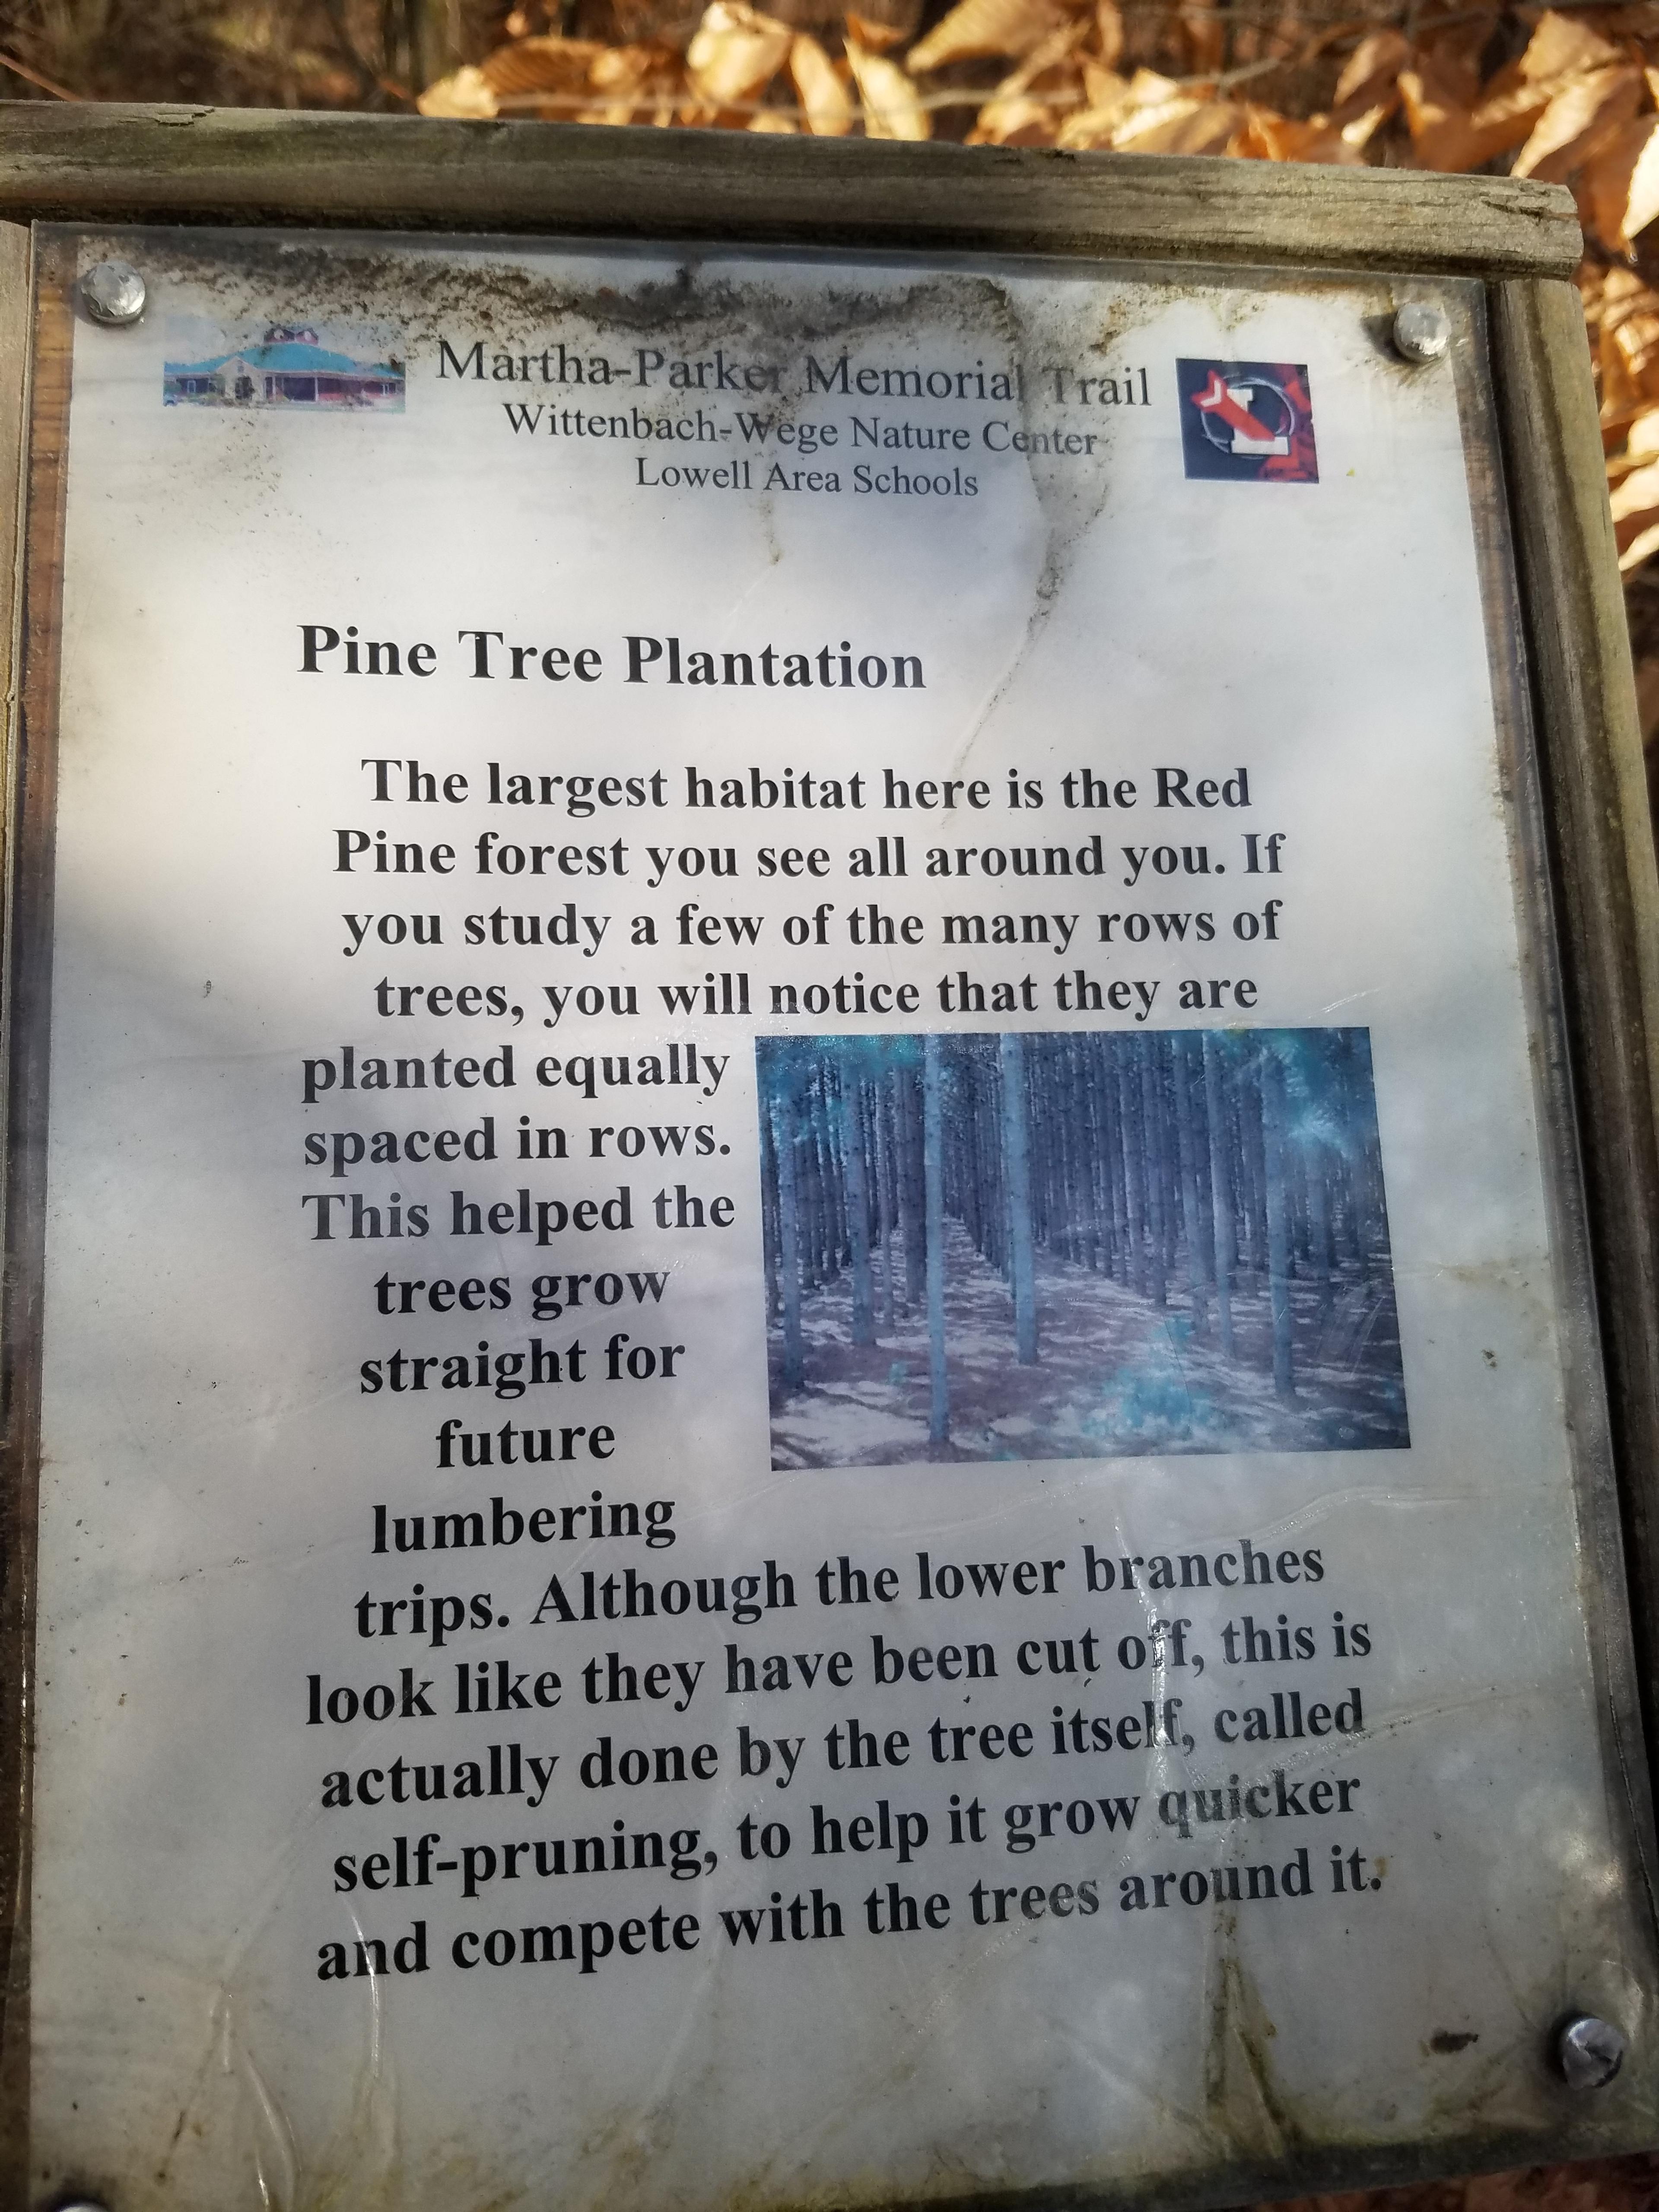 Martha-Parker Memorial Trail
Wittenbach-Wege Nature Center
Lowell Area Schools
L
Pine Tree Plantation
The largest habitat here is the Red
Pine forest you see all around you. If
you study a few of the many rows of
trees, you will notice that they are
planted equally
spaced in rows.
This helped the
trees grow
straight for
future
lumbering
trips. Although the lower branches
look like they have been cut off, this is
actually done by the tree itself, called
self-pruning, to help it grow quicker
and compete with the trees around it.